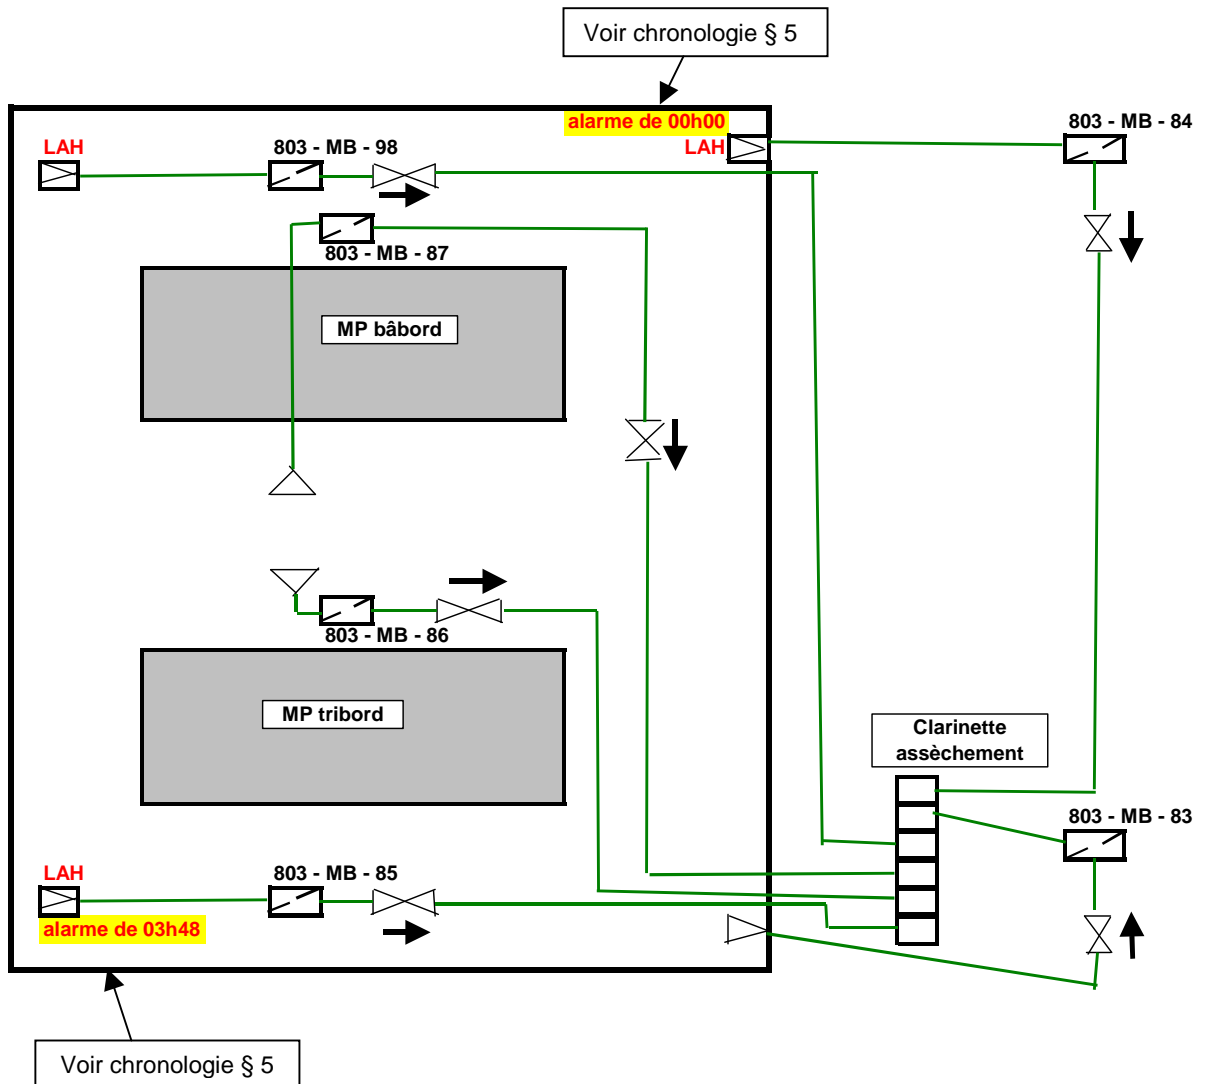 Voir chronologie § 5
alarme de 00h00
LAH
803 - MB - 98
LAH
803 - MB - 84
803 - MB - 87
MP bâbord
803 - MB - 86
MP tribord
Clarinette
assèchement
803 - MB - 83
LAH
803 - MB - 85
alarme de 03h48
Voir chronologie § 5